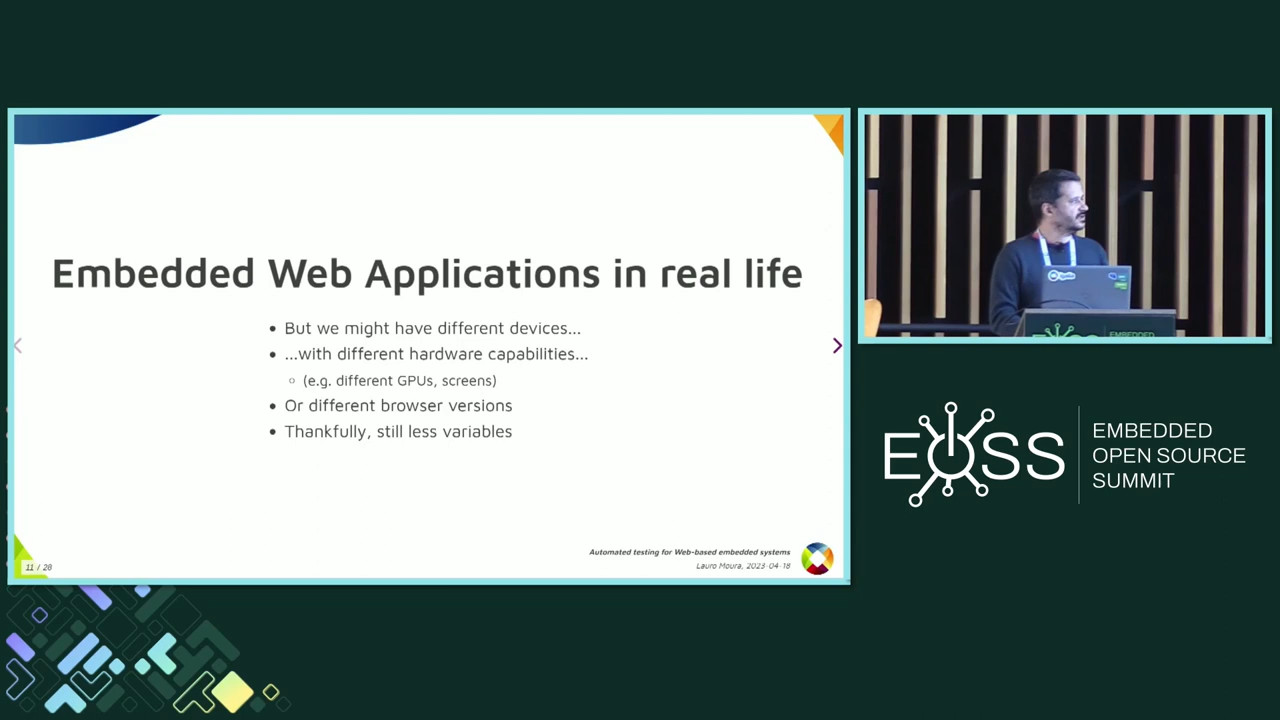 Embedded Web Applications in real life
But we might have different devices...
...with different hardware capabilities...
(e.g. different GPUs, screens)
Or different browser versions
Thankfully, still less variables
11 / 28
Automated testing for Web-based embedded systems
Lauro Moura, 2023-04-18
EOSS
EMBEDDED
OPEN SOURCE
SUMMIT
EMBEDDED